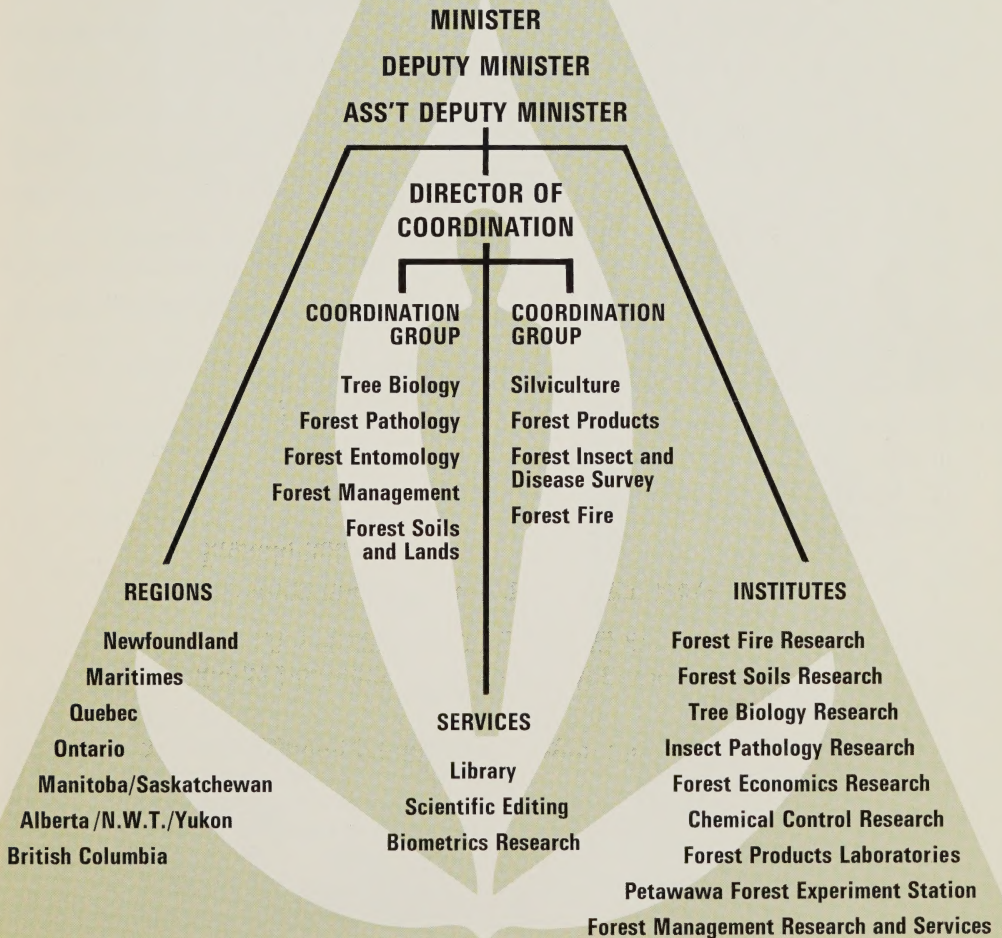 MINISTER
DEPUTY MINISTER
ASS'T DEPUTY MINISTER
DIRECTOR OF
COORDINATION
COORDINATION
GROUP
Tree Biology
Forest Pathology
Forest Entomology
Forest Management
Forest Soils
and Lands
COORDINATION
GROUP
Silviculture
Forest Products
Forest Insect and
Disease Survey
Forest Fire
REGIONS
Newfoundland
Maritimes
Quebec
Ontario
Manitoba/Saskatchewan
Alberta/N.W.T./Yukon
British Columbia
SERVICES
Library
Scientific Editing
Biometrics Research
INSTITUTES
Forest Fire Research
Forest Soils Research
Tree Biology Research
Insect Pathology Research
Forest Economics Research
Chemical Control Research
Forest Products Laboratories
Petawawa Forest Experiment Station
Forest Management Research and Services